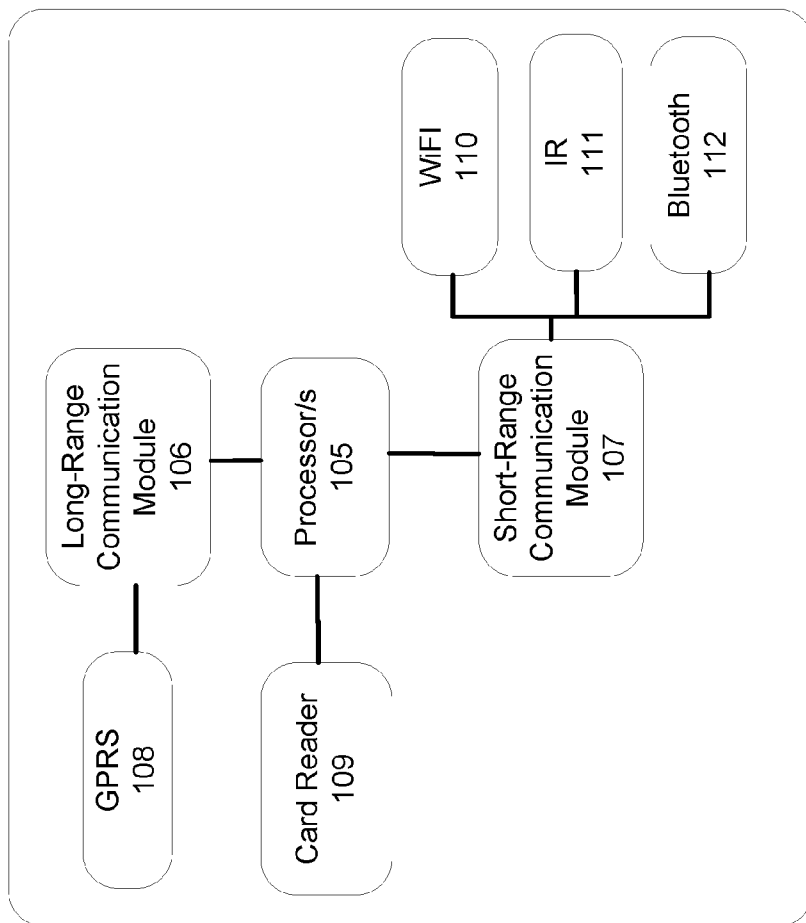 GPRS
108
Long-Range
Communication
Module
106
Card Reader
109
Processor/s
105
Short-Range
Communication
Module
107
WiFI
110
IR
111
Bluetooth
112